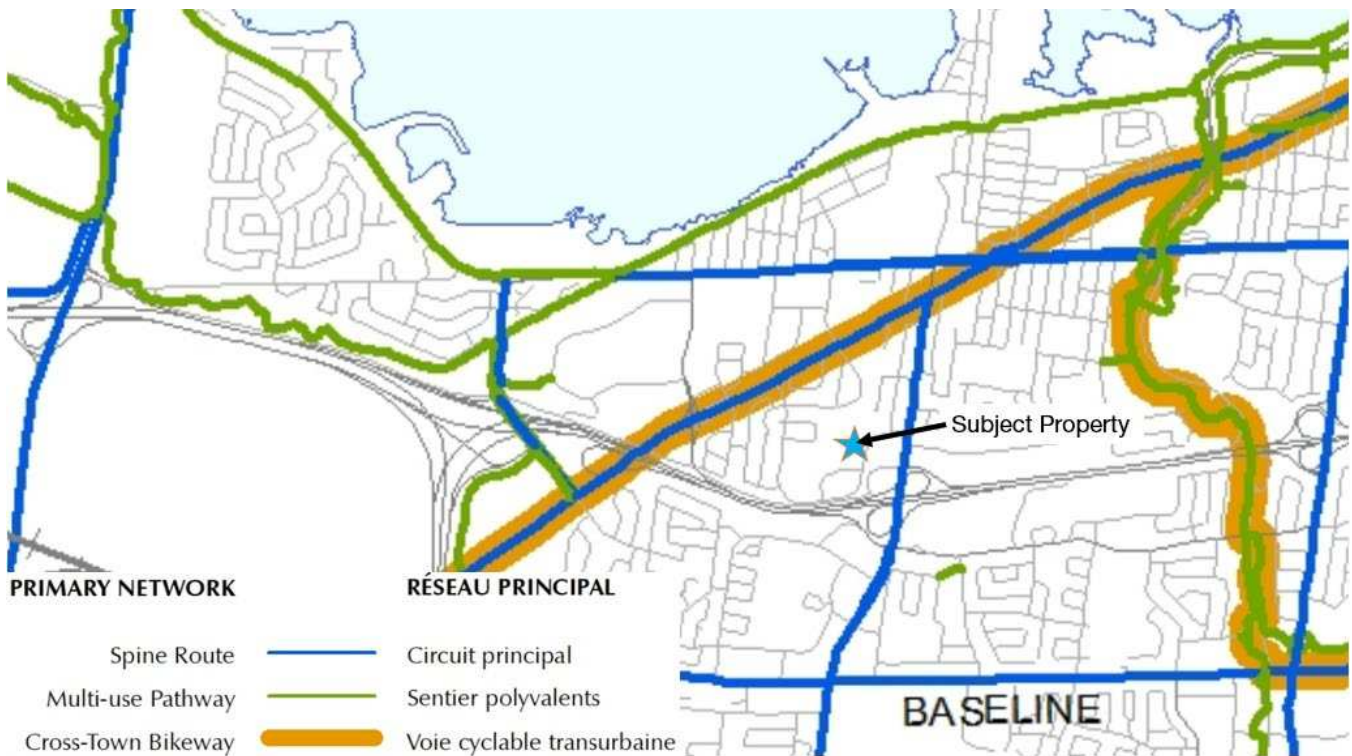 Subject Property
BASELINE
PRIMARY NETWORK RÉSEAU PRINCIPAL
Spine Route Circuit principal
Multi-use Pathway Sentier polyvalents
Cross-Town Bikeway Voie cyclable transurbaine